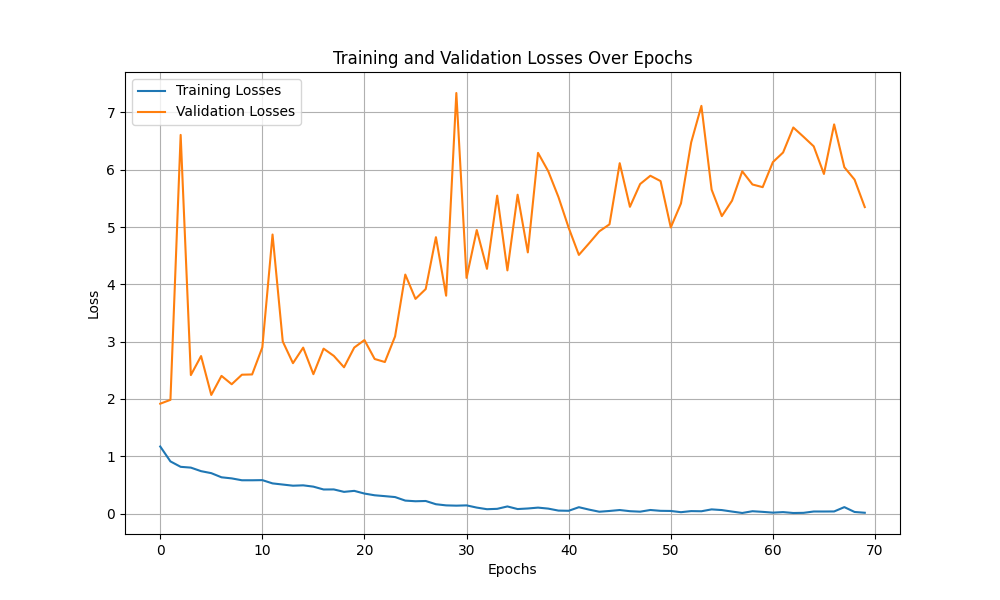 Training and Validation Losses Over Epochs
Training Losses
Validation Losses
7
6
5
4
3
2
1
0
Loss
0 10 20 30 40 50 60 70
Epochs